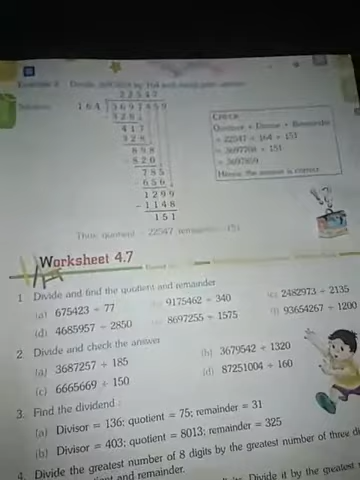 22547
164 3697859
328
417
328
898
- 820
785
- 656
1299
- 1148
151
Check
Quotient × Divisor + Remainder
= 22547 × 164 + 151
= 3697708 + 151
= 3697859
Hence, the answer is correct.
Thus, quotient = 22547, remainder = 151
Worksheet 4.7
1. Divide and find the quotient and remainder
(a) 675423 ÷ 77
(b) 9175462 ÷ 340
(c) 2482973 ÷ 2135
(d) 4685957 ÷ 2850
(e) 8697255 ÷ 1575
(f) 93654267 ÷ 1200
2. Divide and check the answer
(a) 3687257 ÷ 185
(b) 3679542 ÷ 1320
(c) 6665669 ÷ 150
(d) 87251004 ÷ 160
3. Find the dividend.
(a) Divisor = 136; quotient = 75; remainder = 31
(b) Divisor = 403; quotient = 8013; remainder = 325
4. Divide the greatest number of 8 digits by the greatest number of three
and remainder.
Divide it by the greatest